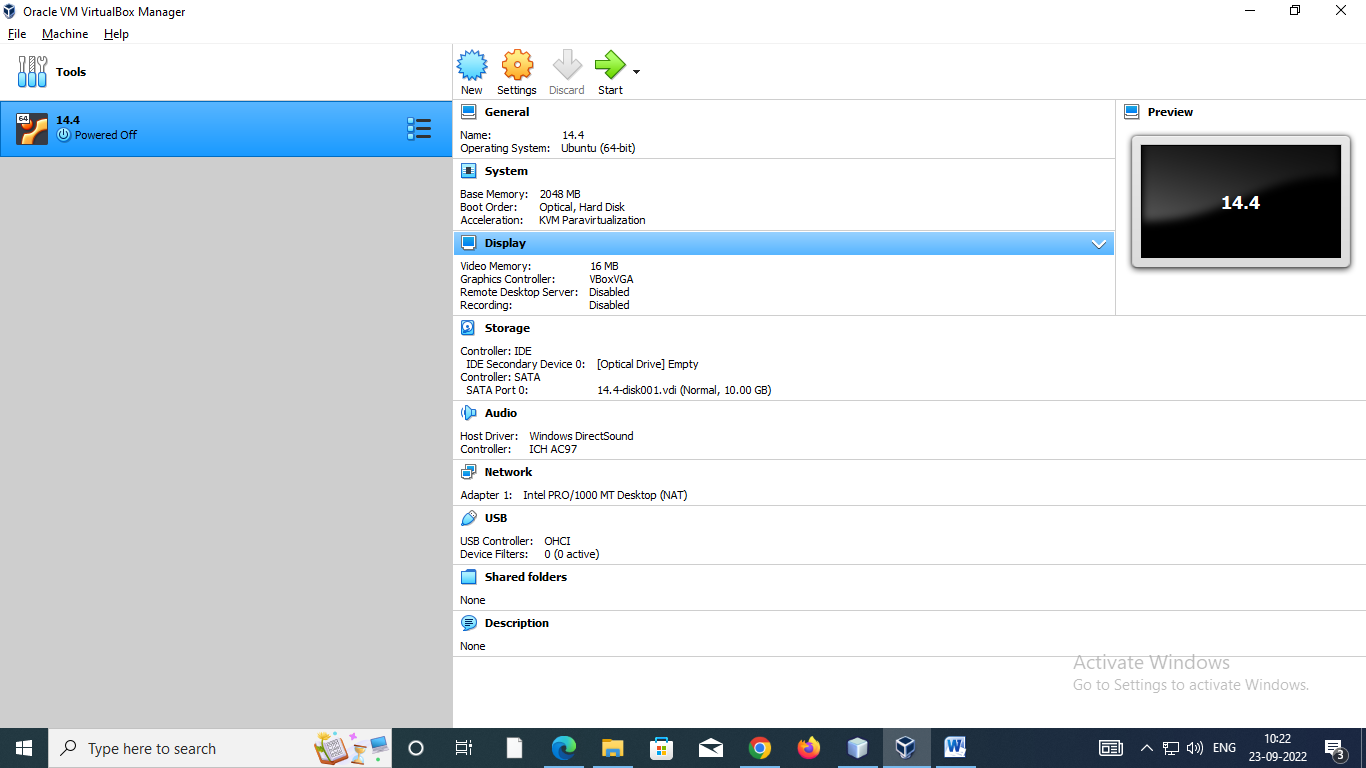 Oracle VM VirtualBox Manager
File Machine Help
Tools
New Settings Discard Start
64
14.4
Powered Off
General
Name: 14.4
Operating System: Ubuntu (64-bit)
System
Base Memory: 2048 MB
Boot Order: Optical, Hard Disk
Acceleration: KVM Paravirtualization
Display
Video Memory: 16 MB
Graphics Controller: VBoxVGA
Remote Desktop Server: Disabled
Recording: Disabled
Preview
14.4
Storage
Controller: IDE
IDE Secondary Device 0: [Optical Drive] Empty
Controller: SATA
SATA Port 0: 14.4-disk001.vdi (Normal, 10.00 GB)
Audio
Host Driver: Windows DirectSound
Controller: ICH AC97
Network
Adapter 1: Intel PRO/1000 MT Desktop (NAT)
USB
USB Controller: OHCI
Device Filters: 0 (0 active)
Shared folders
None
Description
None
Activate Windows
Go to Settings to activate Windows.
Type here to search
W
ENG
10:22
23-09-2022
3